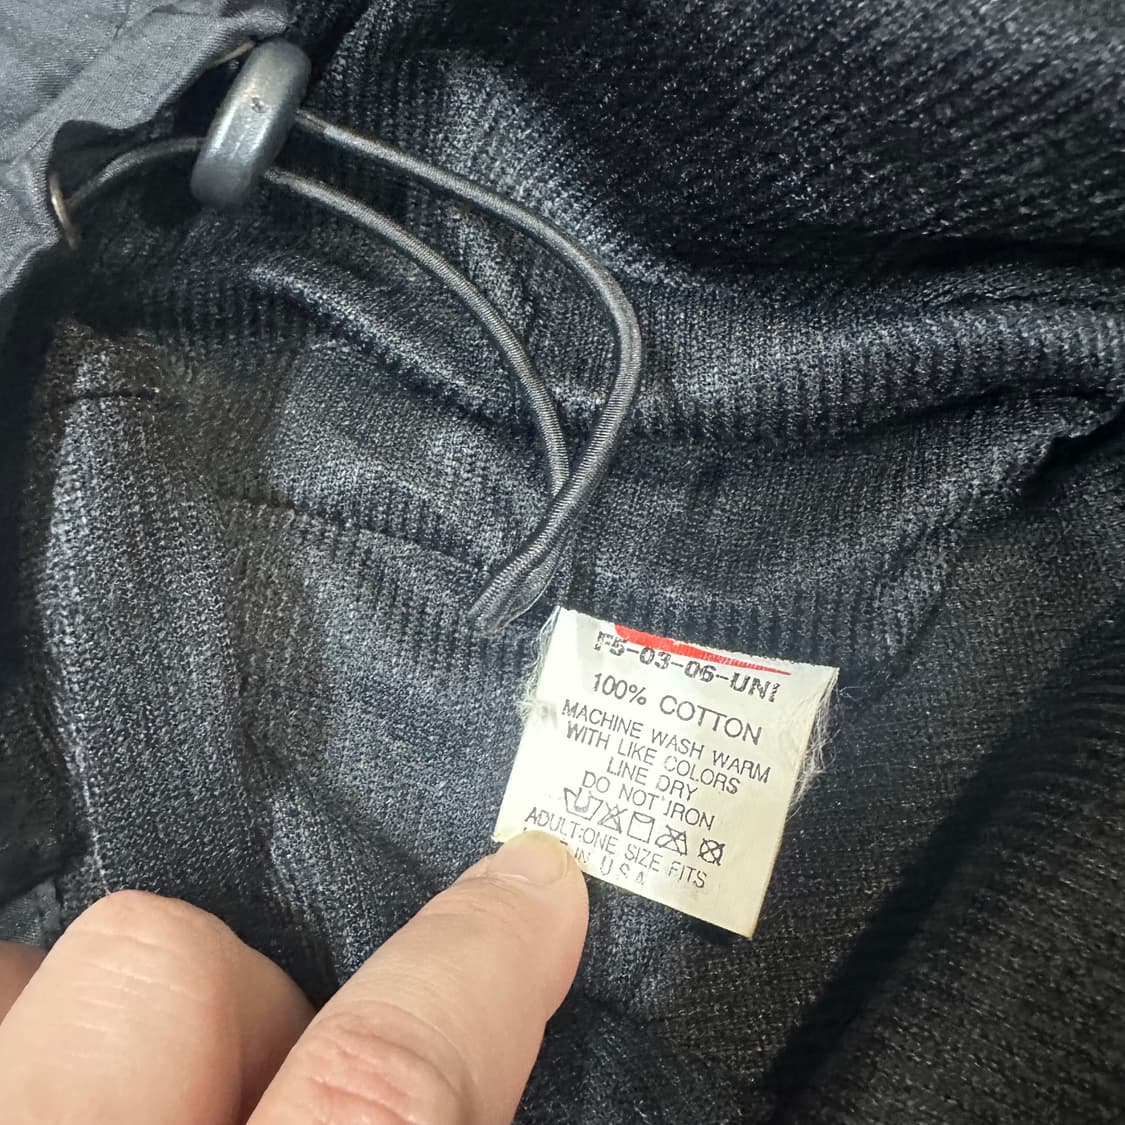 F5-03-06-UNI
100% COTTON
MACHINE WASH WARM
WITH LIKE COLORS
LINE DRY
DO NOT IRON
ADULT:ONE SIZE FITS
IN U.S.A